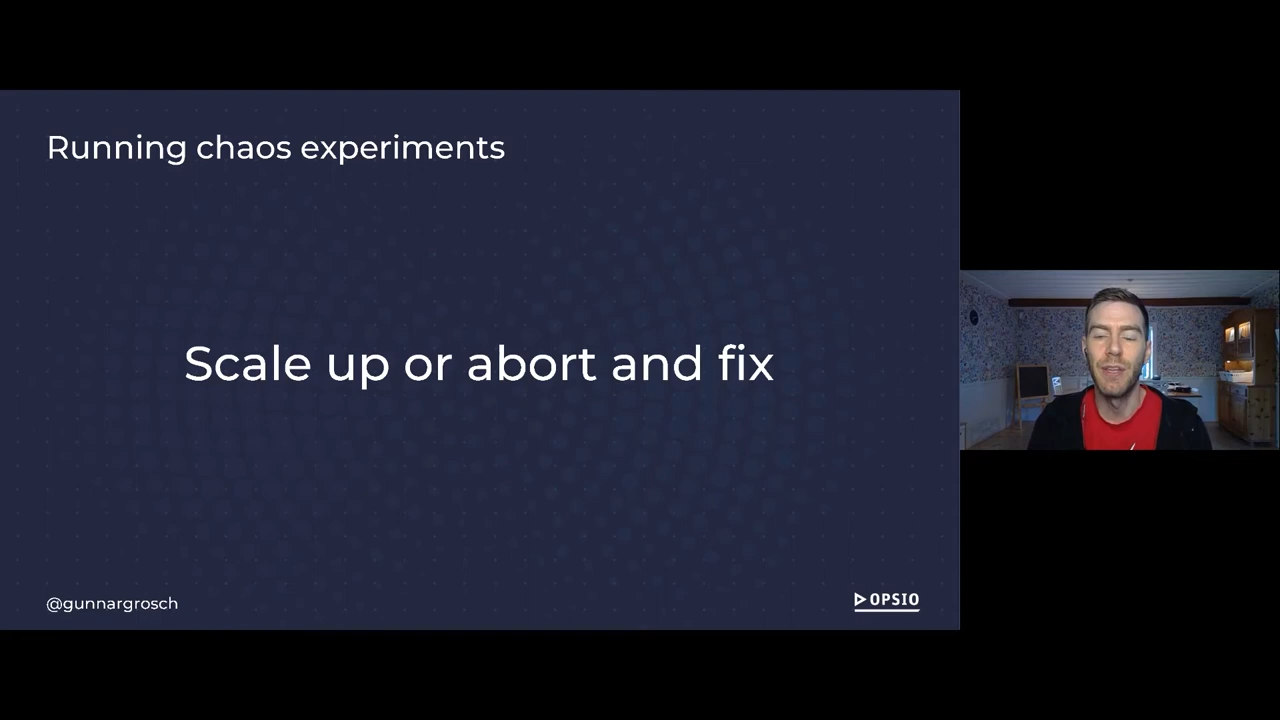 Running chaos experiments
Scale up or abort and fix
@gunnargrosch
OPSIO